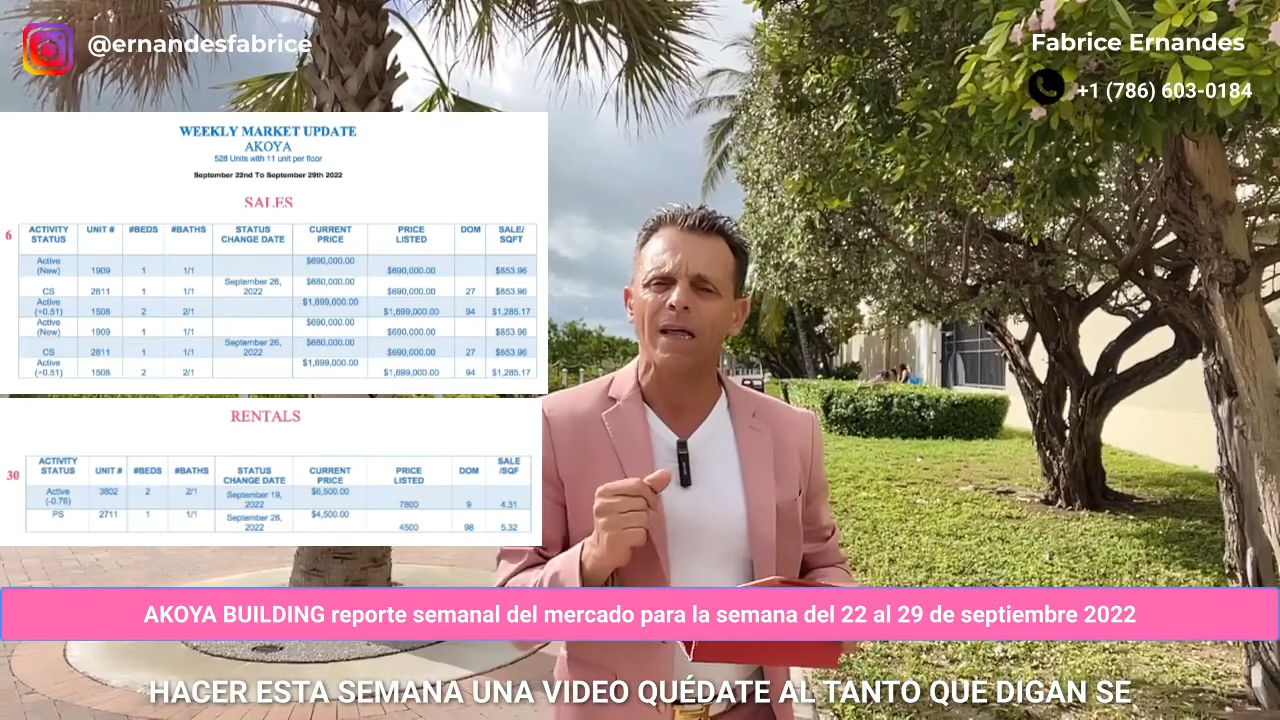 @ernandesfabrice
Fabrice Ernandes
+1 (786) 603-0184
WEEKLY MARKET UPDATE
AKOYA
528 Units with 11 unit per floor
September 22nd To September 29th 2022
SALES
6
ACTIVITY STATUS UNIT # #BEDS #BATHS STATUS CHANGE DATE CURRENT PRICE PRICE LISTED DOM SALE/ SQFT
Active (New) 1909 1 1/1 $690,000.00 $690,000.00 $853.96
CS 2811 1 1/1 September 26, 2022 $680,000.00 $690,000.00 27 $853.96
Active (+0.51) 1508 2 2/1 $1,699,000.00 $1,699,000.00 94 $1,285.17
Active (New) 1909 1 1/1 $690,000.00 $690,000.00 $853.96
CS 2811 1 1/1 September 26, 2022 $680,000.00 $690,000.00 27 $853.96
Active (+0.51) 1508 2 2/1 $1,699,000.00 $1,699,000.00 94 $1,285.17
RENTALS
30
ACTIVITY STATUS UNIT # #BEDS #BATHS STATUS CHANGE DATE CURRENT PRICE PRICE LISTED DOM SALE /SQF
Active (-0.76) 3802 2 2/1 September 19, 2022 $6,500.00 7800 9 4.31
PS 2711 1 1/1 September 26, 2022 $4,500.00 4500 98 5.32
AKOYA BUILDING reporte semanal del mercado para la semana del 22 al 29 de septiembre 2022
HACER ESTA SEMANA UNA VIDEO QUÉDATE AL TANTO QUE DIGAN SE